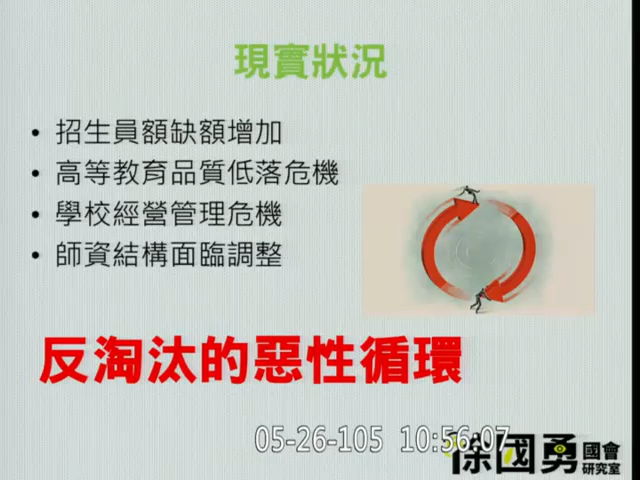 現實狀況
• 招生員額缺額增加
• 高等教育品質低落危機
• 學校經營管理危機
• 師資結構面臨調整
反淘汰的惡性循環
05-26-105 10:56:07
徐國勇 國會
研究室